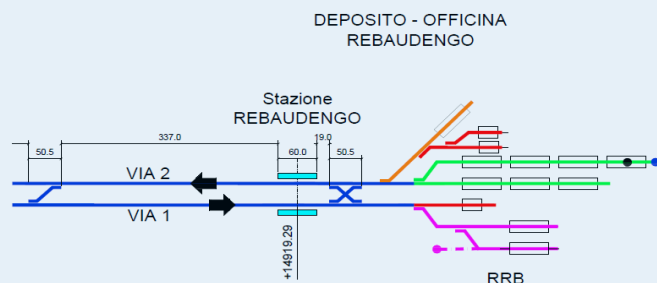 DEPOSITO - OFFICINA
REBAUDENGO
Stazione
REBAUDENGO
337.0
19.0
50.5
60.0
50.5
VIA 2
VIA 1
+14919.29
RRB